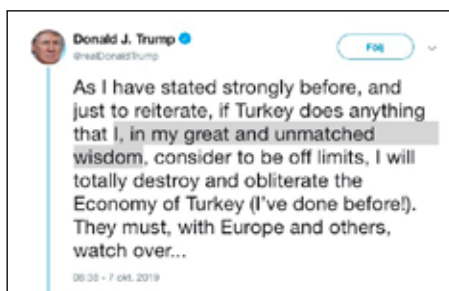 Donald J. Trump
@realDonaldTrump
Följ
As I have stated strongly before, and
just to reiterate, if Turkey does anything
that I, in my great and unmatched
wisdom, consider to be off limits, I will
totally destroy and obliterate the
Economy of Turkey (I've done before!).
They must, with Europe and others,
watch over...
06:38 - 7 okt. 2019